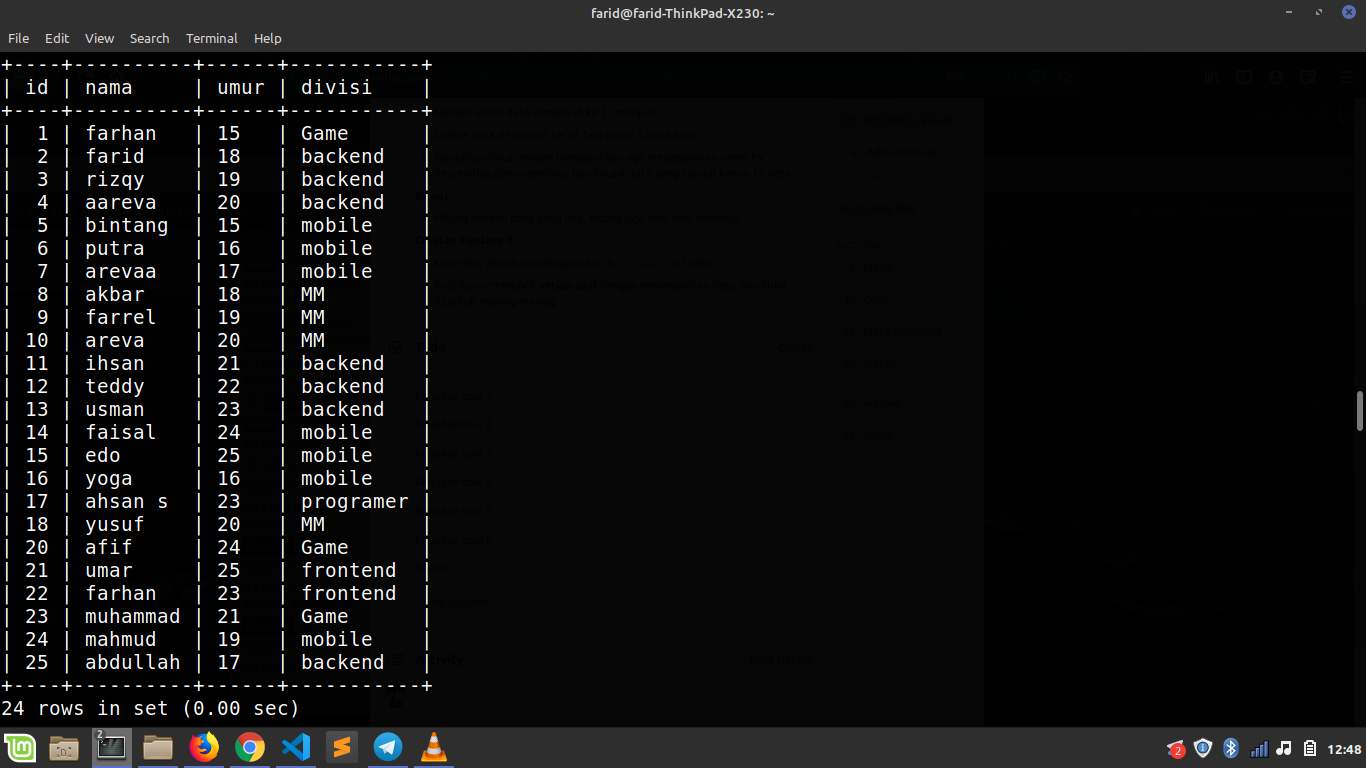 farid@farid-ThinkPad-X230: ~
File Edit View Search Terminal Help
+----+----------+------+-----------+
| id | nama     | umur | divisi    |
+----+----------+------+-----------+
|  1 | farhan   | 15   | Game      |
|  2 | farid    | 18   | backend   |
|  3 | rizqy    | 19   | backend   |
|  4 | aareva   | 20   | backend   |
|  5 | bintang  | 15   | mobile    |
|  6 | putra    | 16   | mobile    |
|  7 | arevaa   | 17   | mobile    |
|  8 | akbar    | 18   | MM        |
|  9 | farrel   | 19   | MM        |
| 10 | areva    | 20   | MM        |
| 11 | ihsan    | 21   | backend   |
| 12 | teddy    | 22   | backend   |
| 13 | usman    | 23   | backend   |
| 14 | faisal   | 24   | mobile    |
| 15 | edo      | 25   | mobile    |
| 16 | yoga     | 16   | mobile    |
| 17 | ahsan s  | 23   | programer |
| 18 | yusuf    | 20   | MM        |
| 20 | afif     | 24   | Game      |
| 21 | umar     | 25   | frontend  |
| 22 | farhan   | 23   | frontend  |
| 23 | muhammad | 21   | Game      |
| 24 | mahmud   | 19   | mobile    |
| 25 | abdullah | 17   | backend   |
+----+----------+------+-----------+
24 rows in set (0.00 sec)
2
2
12:48